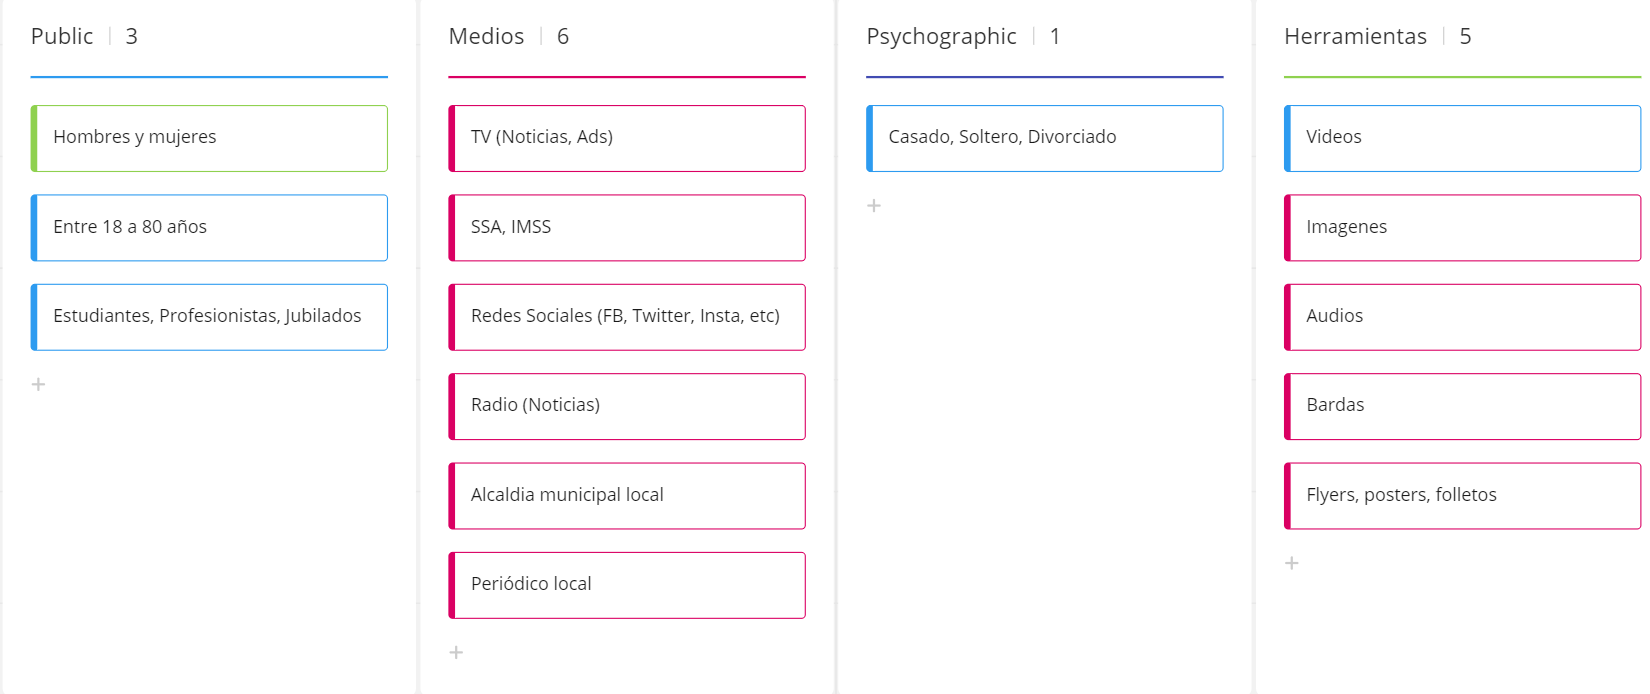 Public | 3
Hombres y mujeres
Entre 18 a 80 años
Estudiantes, Profesionistas, Jubilados
+
Medios | 6
TV (Noticias, Ads)
SSA, IMSS
Redes Sociales (FB, Twitter, Insta, etc)
Radio (Noticias)
Alcaldia municipal local
Periódico local
+
Psychographic | 1
Casado, Soltero, Divorciado
+
Herramientas | 5
Videos
Imagenes
Audios
Bardas
Flyers, posters, folletos
+